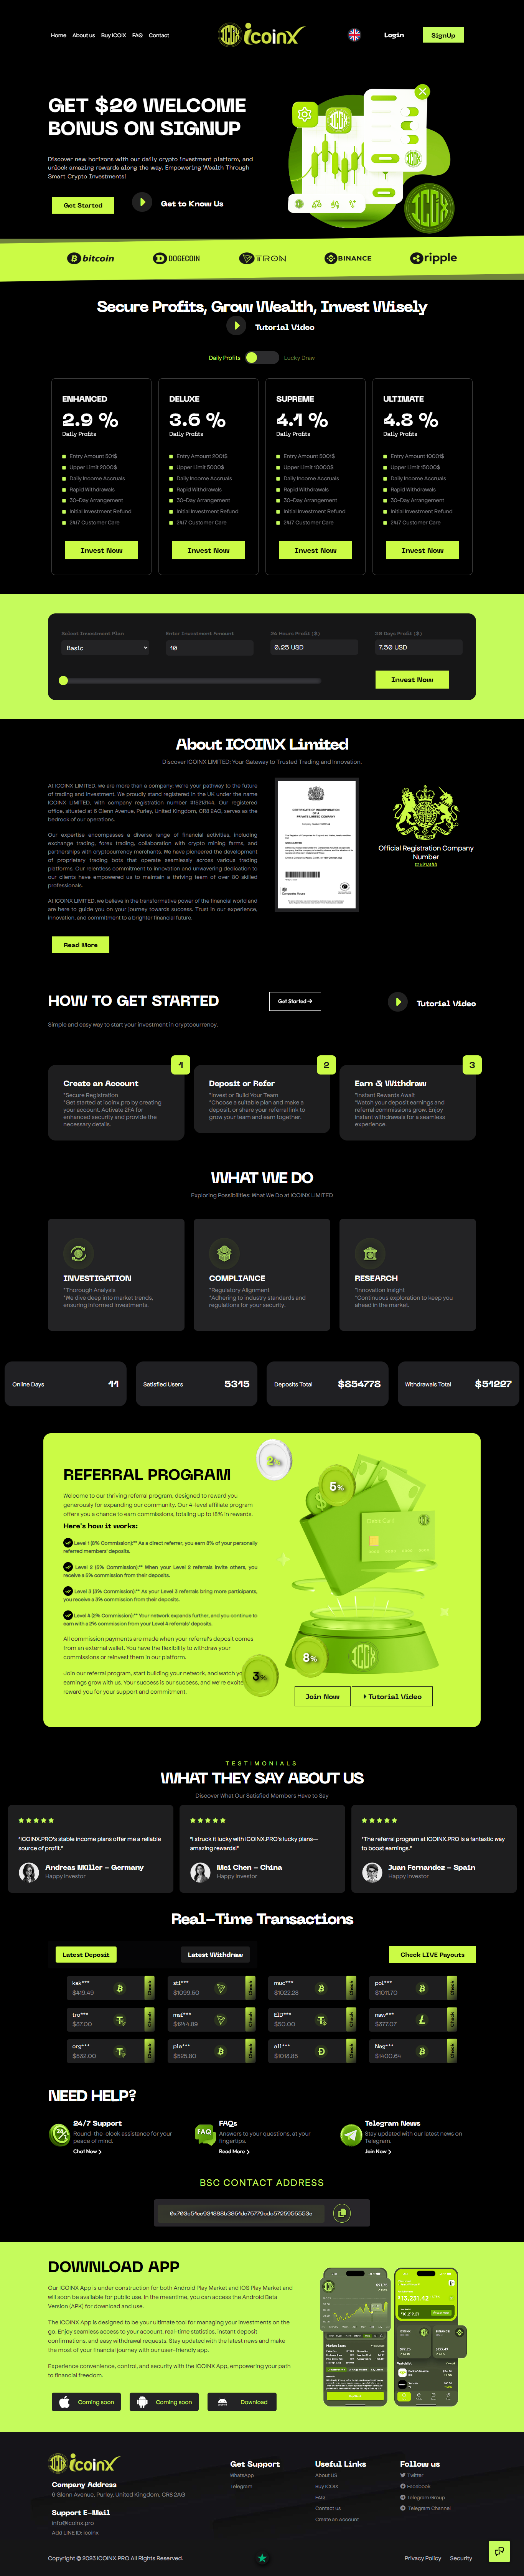 Home About us Buy ICOIX FAQ Contact
icoinx
Login
SignUp
GET $20 WELCOME
BONUS ON SIGNUP
Discover new horizons with our daily crypto investment platform, and
unlock amazing rewards along the way, Empowering Wealth Through
Smart Crypto Investments!
Get Started
Get to Know Us
bitcoin
DOGECOIN
TRON
BINANCE
ripple
Secure Profits, Grow Wealth, Invest Wisely
Tutorial Video
Daily Profits
Lucky Draw
ENHANCED
2.9 %
Daily Profits
Entry Amount 501$
Upper Limit 2000$
Daily Income Accruals
Rapid Withdrawals
30-Day Arrangement
Initial Investment Refund
24/7 Customer Care
Invest Now
DELUXE
3.6 %
Daily Profits
Entry Amount 2001$
Upper Limit 5000$
Daily Income Accruals
Rapid Withdrawals
30-Day Arrangement
Initial Investment Refund
24/7 Customer Care
Invest Now
SUPREME
4.1 %
Daily Profits
Entry Amount 5001$
Upper Limit 10000$
Daily Income Accruals
Rapid Withdrawals
30-Day Arrangement
Initial Investment Refund
24/7 Customer Care
Invest Now
ULTIMATE
4.8 %
Daily Profits
Entry Amount 10001$
Upper Limit 15000$
Daily Income Accruals
Rapid Withdrawals
30-Day Arrangement
Initial Investment Refund
24/7 Customer Care
Invest Now
Select Investment Plan
Basic
Enter Investment Amount
10
24 Hours Profit ($)
0.25 USD
30 Days Profit ($)
7.50 USD
Invest Now
About ICOINX Limited
Discover ICOINX LIMITED: Your Gateway to Trusted Trading and Innovation.
At ICOINX LIMITED, we are more than a company; we're your pathway to the future
of trading and investment. We proudly stand registered in the UK under the name
ICOINX LIMITED, with company registration number #15213144. Our registered
office, situated at 6 Glenn Avenue, Purley, United Kingdom, CR8 2AG, serves as the
bedrock of our operations.
Our expertise encompasses a diverse range of financial activities, including
exchange trading, forex trading, collaboration with crypto mining farms, and
partnerships with cryptocurrency merchants. We've pioneered the development
of proprietary trading bots that operate seamlessly across various trading
platforms. Our relentless commitment to innovation and unwavering dedication to
our clients have empowered us to maintain a thriving team of over 60 skilled
professionals.
At ICOINX LIMITED, we believe in the transformative power of the financial world and
are here to guide you on your journey towards success. Trust in our experience,
innovation, and commitment to a brighter financial future.
Read More
CERTIFICATE OF INCORPORATION
OF A
PRIVATE LIMITED COMPANY
Companies House
Official Registration Company
Number
#15213144
HOW TO GET STARTED
Get Started
Tutorial Video
Simple and easy way to start your investment in cryptocurrency.
1
Create an Account
*Secure Registration
*Get started at icoinx.pro by creating
your account. Activate 2FA for
enhanced security and provide the
necessary details.
2
Deposit or Refer
*Invest or Build Your Team
*Choose a suitable plan and make a
deposit, or share your referral link to
grow your team and earn together.
3
Earn & Withdraw
*Instant Rewards Await
*Watch your deposit earnings and
referral commissions grow. Enjoy
instant withdrawals for a seamless
experience.
WHAT WE DO
Exploring Possibilities: What We Do at ICOINX LIMITED
INVESTIGATION
*Thorough Analysis
*We dive deep into market trends,
ensuring informed investments.
COMPLIANCE
*Regulatory Alignment
*Adhering to industry standards and
regulations for your security.
RESEARCH
*Innovation Insight
*Continuous exploration to keep you
ahead in the market.
Online Days 11
Satisfied Users 5315
Deposits Total $854778
Withdrawals Total $51227
REFERRAL PROGRAM
Welcome to our thriving referral program, designed to reward you
generously for expanding our community. Our 4-level affiliate program
offers you a chance to earn commissions, totaling up to 18% in rewards.
Here's how it works:
Level 1 (8% Commission):** As a direct referrer, you earn 8% of your personally
referred members' deposits.
Level 2 (5% Commission):** When your Level 2 referrals invite others, you
receive a 5% commission from their deposits.
Level 3 (3% Commission):** As your Level 3 referrals bring more participants,
you receive a 3% commission from their deposits.
Level 4 (2% Commission):** Your network expands further, and you continue to
earn with a 2% commission from your Level 4 referrals' deposits.
All commission payments are made when your referral's deposit comes
from an external wallet. You have the flexibility to withdraw your
commissions or reinvest them in our platform.
Join our referral program, start building your network, and watch
earnings grow with us. Your success is our success, and we're
reward you for your support and commitment.
2%
5%
8%
3%
Join Now
Tutorial Video
TESTIMONIALS
WHAT THEY SAY ABOUT US
Discover What Our Satisfied Members Have to Say
"ICOINX.PRO's stable income plans offer me a reliable
source of profit."
Andreas Müller - Germany
Happy Investor
"I struck it lucky with ICOINX.PRO's lucky plans—
amazing rewards!"
Mei Chen - China
Happy Investor
"The referral program at ICOINX.PRO is a fantastic way
to boost earnings."
Juan Fernandez - Spain
Happy Investor
Real-Time Transactions
Latest Deposit
Latest Withdraw
Check LIVE Payouts
kak***
$419.49
Check
stl***
$1099.50
Check
muc***
$1022.28
Check
pol***
$1011.70
Check
tro***
$37.00
Check
msf***
$1244.89
Check
ElD***
$50.00
Check
naw***
$377.07
Check
org***
$532.00
Check
pla***
$525.80
Check
all***
$1013.85
Check
Nag***
$1400.64
Check
NEED HELP?
24/7 Support
Round-the-clock assistance for your
peace of mind.
Chat Now
FAQ
FAQs
Answers to your questions, at your
fingertips.
Read More
Telegram News
Stay updated with our latest news on
Telegram.
Join Now
BSC CONTACT ADDRESS
DOWNLOAD APP
Our ICOINX App is under construction for both Android Play Market and IOS Play Market and
will soon be available for public use. In the meantime, you can access the Android Beta
Version (APK) for download and use.
The ICOINX App is designed to be your ultimate tool for managing your investments on the
go. Enjoy seamless access to your account, real-time statistics, instant deposit
confirmations, and easy withdrawal requests. Stay updated with the latest news and make
the most of your financial journey with our user-friendly app.
Experience convenience, control, and security with the ICOINX App, empowering your path
to financial freedom.
Coming soon
Coming soon
Download
icoinx
Company Address
6 Glenn Avenue, Purley, United Kingdom, CR8 2AG
Support E-Mail
info@icoinx.pro
Add LINE ID: icoinx
Get Support
WhatsApp
Telegram
Useful Links
About US
Buy ICOIX
FAQ
Contact us
Create an Account
Follow us
Twitter
Facebook
Telegram Group
Telegram Channel
Copyright © 2023 ICOINX.PRO All Rights Reserved.
Privacy Policy
Security